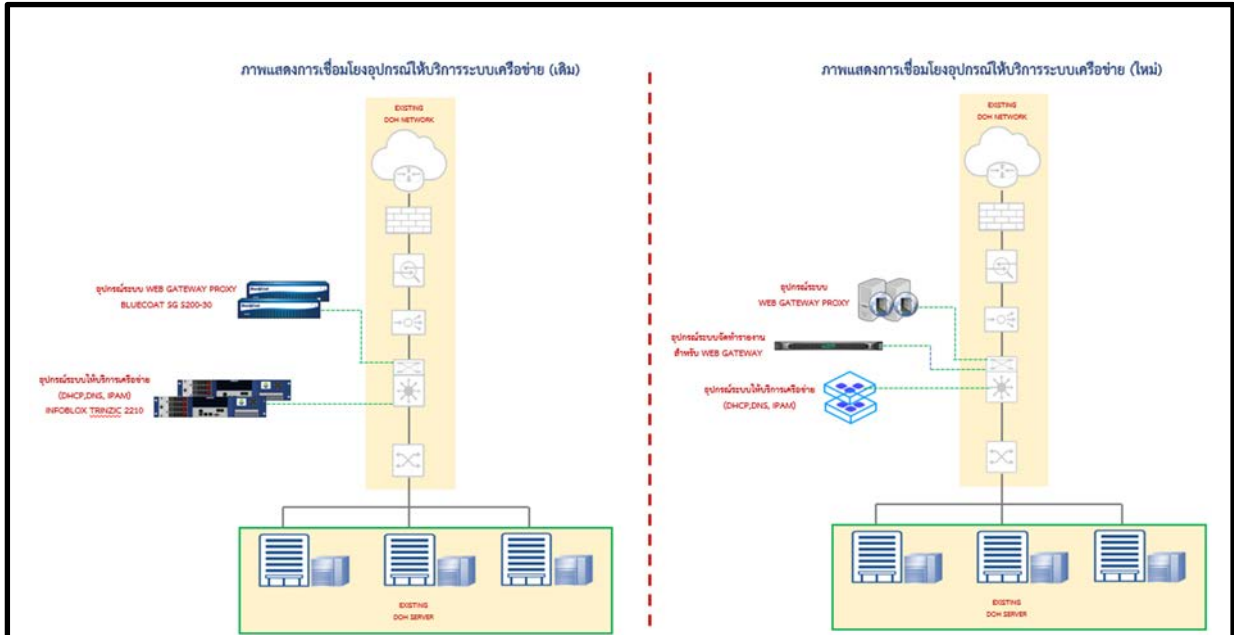 ภาพแสดงการเชื่อมโยงอุปกรณ์ให้บริการระบบเครือข่าย (เดิม)
EXISTING
DOH NETWORK
อุปกรณ์ระบบ WEB GATEWAY PROXY
BLUECOAT SG S200-30
อุปกรณ์ระบบให้บริการเครือข่าย
(DHCP,DNS, IPAM)
INFOBLOX TRINZIC 2210
EXISTING
DOH SERVER
ภาพแสดงการเชื่อมโยงอุปกรณ์ให้บริการระบบเครือข่าย (ใหม่)
EXISTING
DOH NETWORK
อุปกรณ์ระบบ
WEB GATEWAY PROXY
อุปกรณ์ระบบจัดทำรายงาน
สำหรับ WEB GATEWAY
อุปกรณ์ระบบให้บริการเครือข่าย
(DHCP,DNS, IPAM)
EXISTING
DOH SERVER